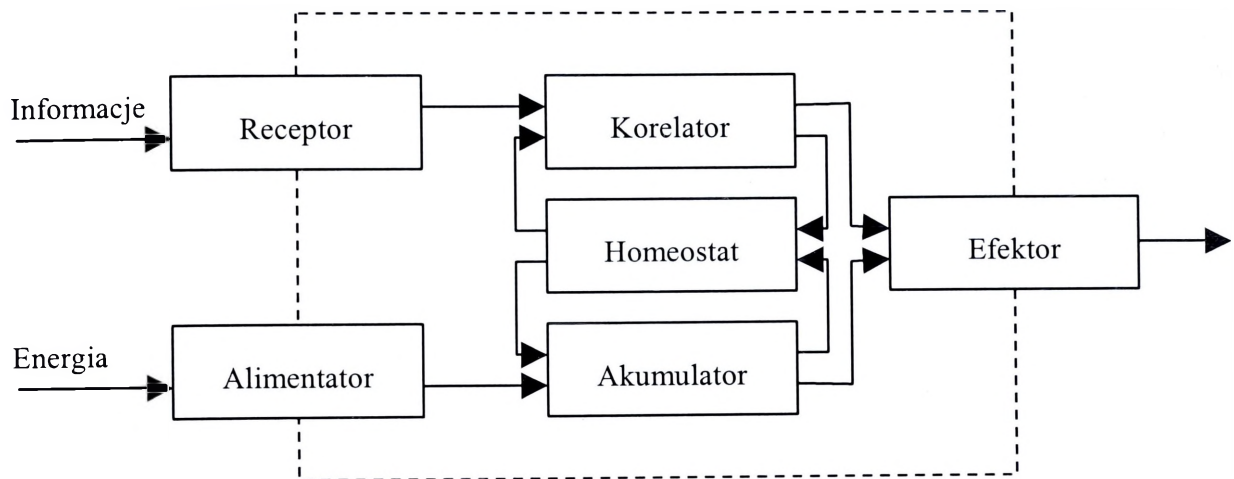 Informacje
Receptor
Korelator
Homeostat
Efektor
Energia
Alimentator
Akumulator